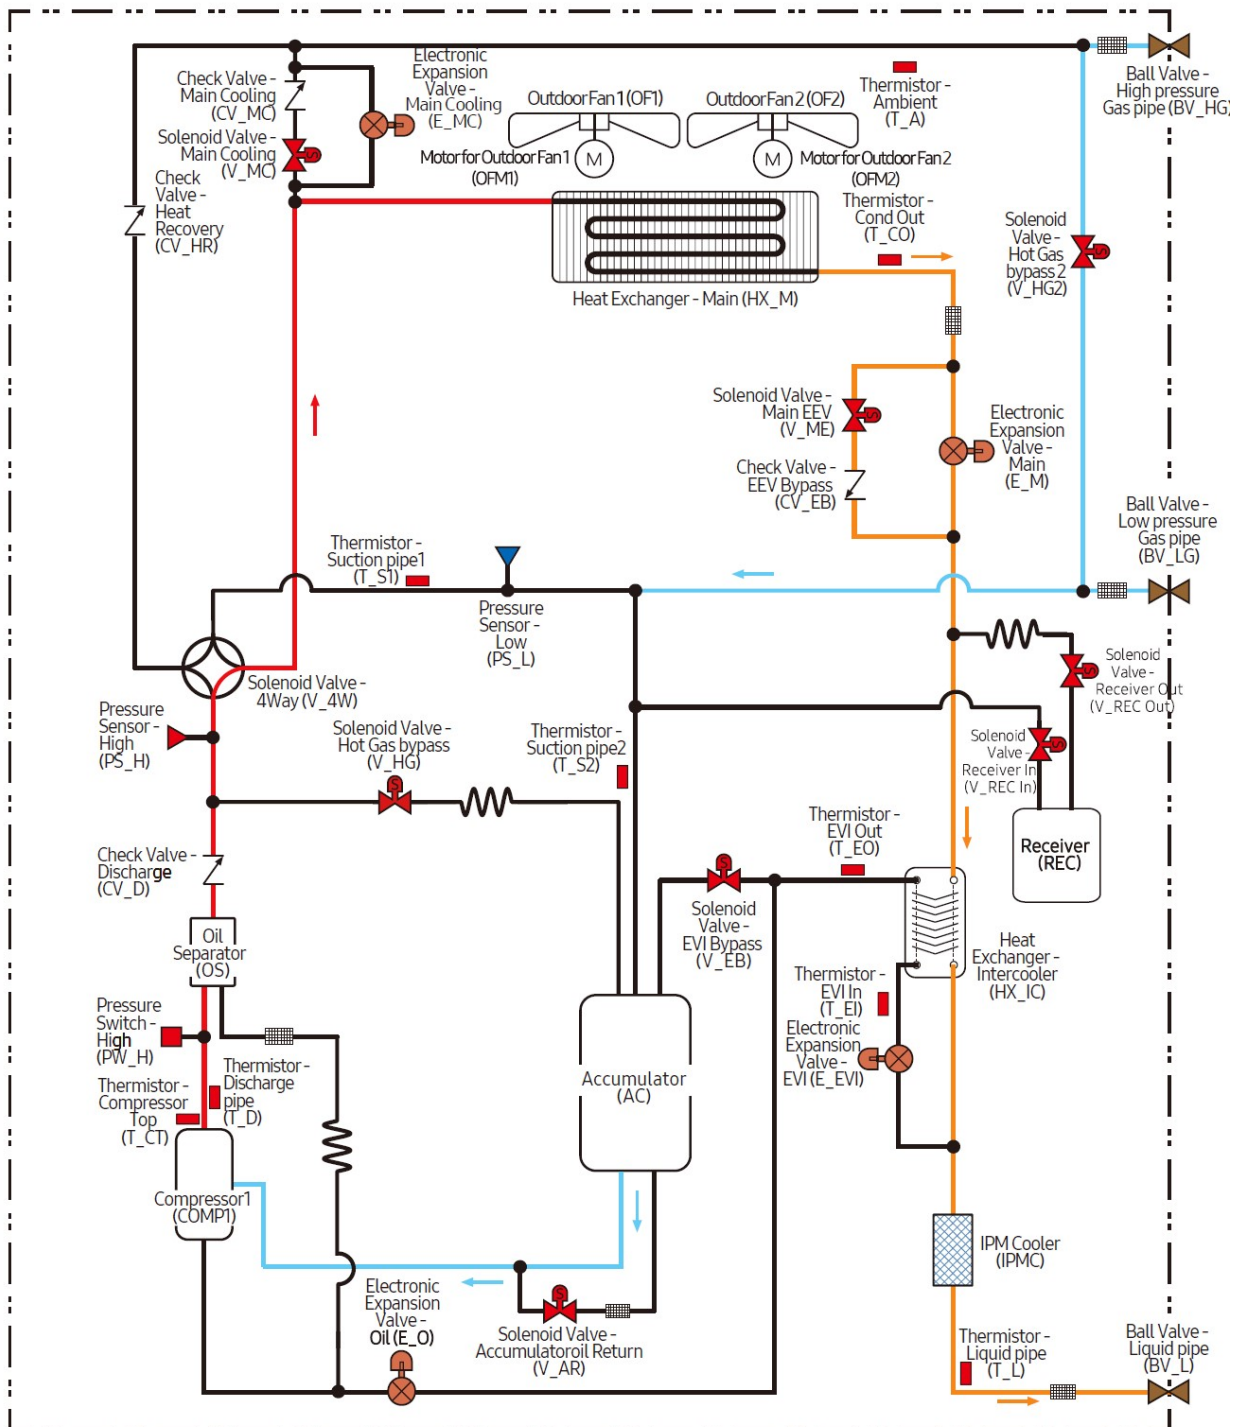 Electronic
Expansion
Valve -
Main Cooling
(E_MC)
Check Valve -
Main Cooling
(CV_MC)
Solenoid Valve -
Main Cooling
(V_MC)
S
Check
Valve -
Heat
Recovery
(CV_HR)
Outdoor Fan 1 (OF1)
Outdoor Fan 2 (OF2)
Motor for Outdoor Fan 1
(OFM1)
M
M
Motor for Outdoor Fan 2
(OFM2)
Thermistor -
Ambient
(T_A)
Ball Valve -
High pressure
Gas pipe (BV_HG)
Thermistor -
Cond Out
(T_CO)
Heat Exchanger - Main (HX_M)
Solenoid
Valve -
Hot Gas
bypass 2
(V_HG2)
S
Solenoid Valve -
Main EEV
(V_ME)
S
Check Valve -
EEV Bypass
(CV_EB)
Electronic
Expansion
Valve -
Main
(E_M)
Ball Valve -
Low pressure
Gas pipe
(BV_LG)
Thermistor -
Suction pipe1
(T_S1)
Pressure
Sensor -
Low
(PS_L)
Solenoid Valve -
4Way (V_4W)
Pressure
Sensor -
High
(PS_H)
Solenoid Valve -
Hot Gas bypass
(V_HG)
S
Thermistor -
Suction pipe2
(T_S2)
Solenoid
Valve -
Receiver Out
(V_REC Out)
S
Solenoid
Valve -
Receiver In
(V_REC In)
S
Receiver
(REC)
Check Valve -
Discharge
(CV_D)
Thermistor -
EVI Out
(T_EO)
Oil
Separator
(OS)
S
Solenoid
Valve -
EVI Bypass
(V_EB)
Heat
Exchanger -
Intercooler
(HX_IC)
Thermistor -
EVI In
(T_EI)
Electronic
Expansion
Valve -
EVI (E_EVI)
Pressure
Switch -
High
(PW_H)
Thermistor -
Discharge
pipe
(T_D)
Thermistor -
Compressor
Top
(T_CT)
Accumulator
(AC)
Compressor1
(COMP1)
IPM Cooler
(IPMC)
Electronic
Expansion
Valve -
Oil (E_O)
S
Solenoid Valve -
Accumulatoroil Return
(V_AR)
Thermistor -
Liquid pipe
(T_L)
Ball Valve -
Liquid pipe
(BV_L)